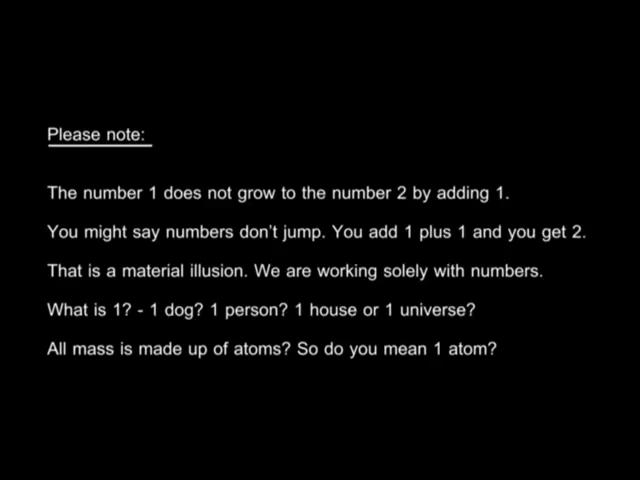 Please note:
The number 1 does not grow to the number 2 by adding 1.
You might say numbers don't jump. You add 1 plus 1 and you get 2.
That is a material illusion. We are working solely with numbers.
What is 1? - 1 dog? 1 person? 1 house or 1 universe?
All mass is made up of atoms? So do you mean 1 atom?